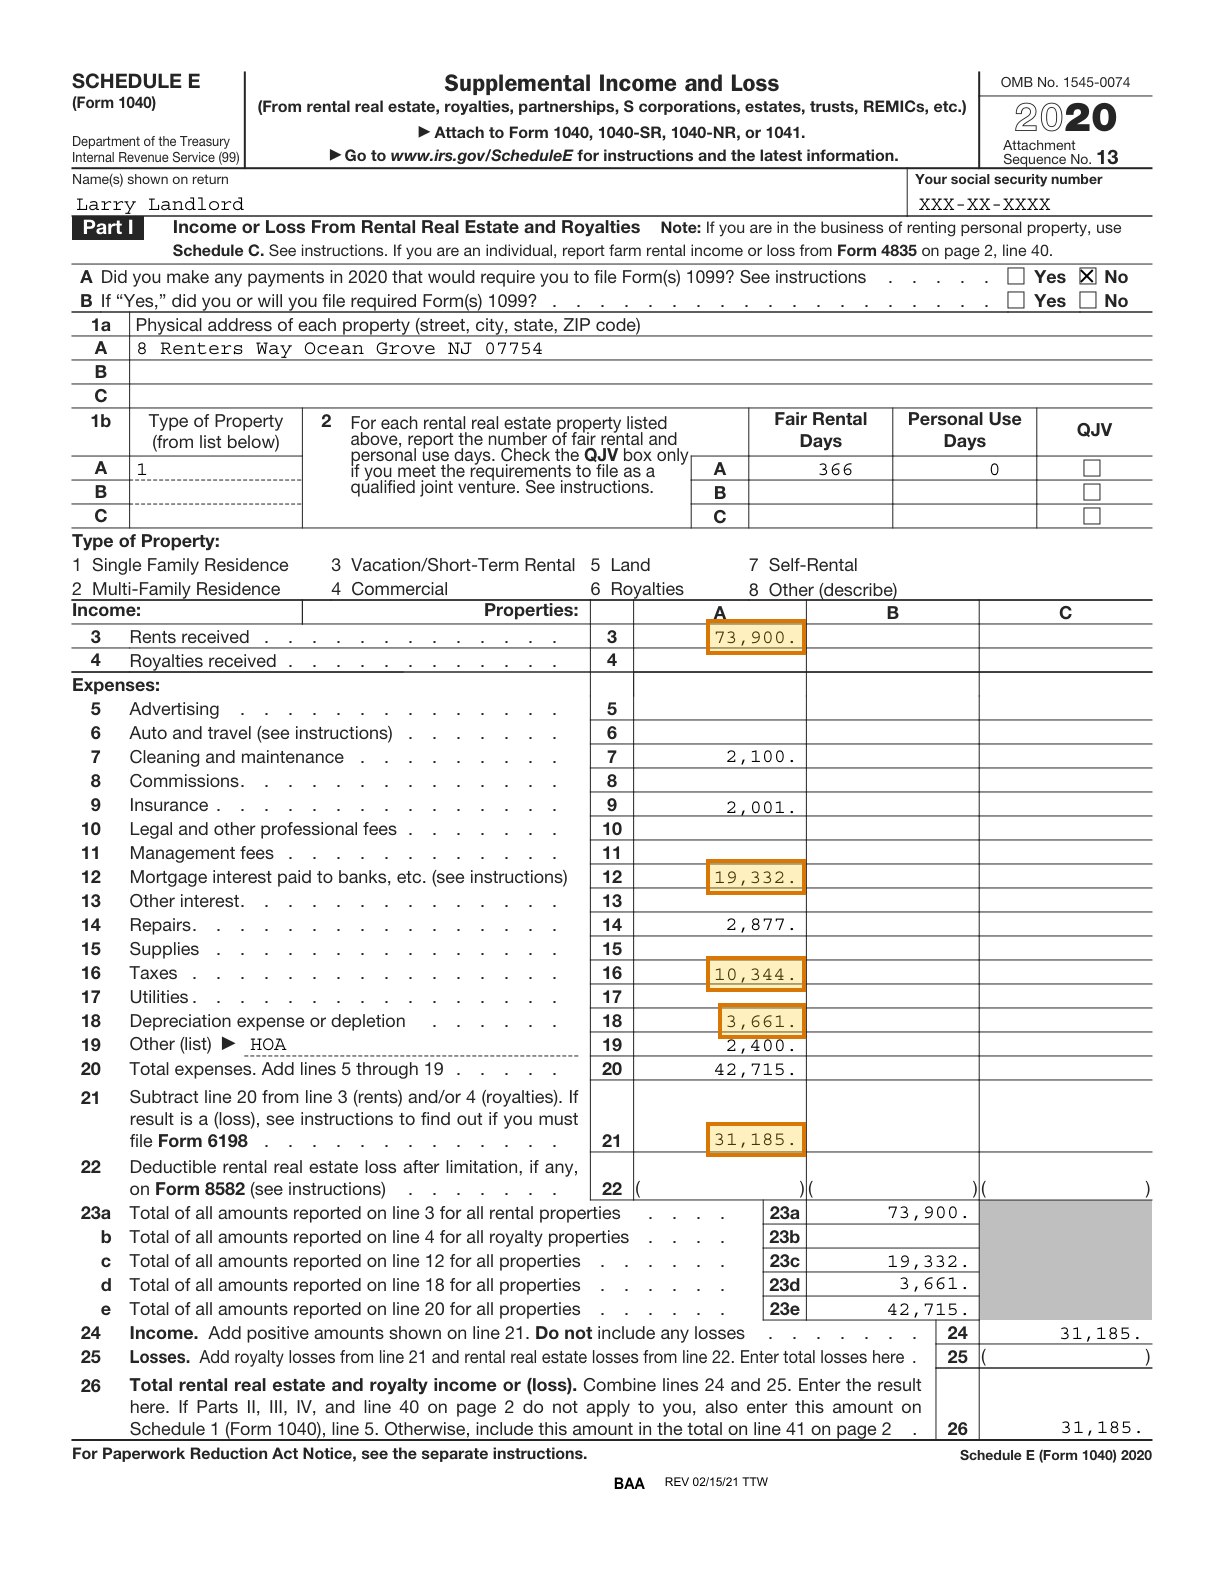 SCHEDULE E
(Form 1040)
Department of the Treasury
Internal Revenue Service (99)
Supplemental Income and Loss
(From rental real estate, royalties, partnerships, S corporations, estates, trusts, REMICs, etc.)
▶ Attach to Form 1040, 1040-SR, 1040-NR, or 1041.
▶ Go to www.irs.gov/ScheduleE for instructions and the latest information.
OMB No. 1545-0074
2020
Attachment
Sequence No. 13
Name(s) shown on return
Larry Landlord
Your social security number
XXX-XX-XXXX
Part I Income or Loss From Rental Real Estate and Royalties Note: If you are in the business of renting personal property, use
Schedule C. See instructions. If you are an individual, report farm rental income or loss from Form 4835 on page 2, line 40.
A Did you make any payments in 2020 that would require you to file Form(s) 1099? See instructions . . . . . Yes X No
B If “Yes,” did you or will you file required Form(s) 1099? . . . . . . . . . . . . . . . . . . . Yes No
1a Physical address of each property (street, city, state, ZIP code)
A 8 Renters Way Ocean Grove NJ 07754
B
C
1b Type of Property
(from list below)
A 1
B
C
2 For each rental real estate property listed
above, report the number of fair rental and
personal use days. Check the QJV box only
if you meet the requirements to file as a
qualified joint venture. See instructions.
Fair Rental
Days
Personal Use
Days
QJV
A 366 0
B
C
Type of Property:
1 Single Family Residence 3 Vacation/Short-Term Rental 5 Land 7 Self-Rental
2 Multi-Family Residence 4 Commercial 6 Royalties 8 Other (describe)
Income: Properties: A B C
3 Rents received . . . . . . . . . . . . . 3 73,900.
4 Royalties received . . . . . . . . . . . . 4
Expenses:
5 Advertising . . . . . . . . . . . . . . 5
6 Auto and travel (see instructions) . . . . . . . 6
7 Cleaning and maintenance . . . . . . . . . 7 2,100.
8 Commissions. . . . . . . . . . . . . . 8
9 Insurance . . . . . . . . . . . . . . . 9 2,001.
10 Legal and other professional fees . . . . . . . 10
11 Management fees . . . . . . . . . . . . 11
12 Mortgage interest paid to banks, etc. (see instructions) 12 19,332.
13 Other interest. . . . . . . . . . . . . . 13
14 Repairs. . . . . . . . . . . . . . . . 14 2,877.
15 Supplies . . . . . . . . . . . . . . . 15
16 Taxes . . . . . . . . . . . . . . . . 16 10,344.
17 Utilities . . . . . . . . . . . . . . . . 17
18 Depreciation expense or depletion . . . . . . 18 3,661.
19 Other (list) ▶ HOA 19 2,400.
20 Total expenses. Add lines 5 through 19 . . . . . 20 42,715.
21 Subtract line 20 from line 3 (rents) and/or 4 (royalties). If
result is a (loss), see instructions to find out if you must
file Form 6198 . . . . . . . . . . . . . 21 31,185.
22 Deductible rental real estate loss after limitation, if any,
on Form 8582 (see instructions) . . . . . . . 22 ( )( )( )
23a Total of all amounts reported on line 3 for all rental properties . . . . 23a 73,900.
b Total of all amounts reported on line 4 for all royalty properties . . . . 23b
c Total of all amounts reported on line 12 for all properties . . . . . . 23c 19,332.
d Total of all amounts reported on line 18 for all properties . . . . . . 23d 3,661.
e Total of all amounts reported on line 20 for all properties . . . . . . 23e 42,715.
24 Income. Add positive amounts shown on line 21. Do not include any losses . . . . . . . 24 31,185.
25 Losses. Add royalty losses from line 21 and rental real estate losses from line 22. Enter total losses here . 25 ( )
26 Total rental real estate and royalty income or (loss). Combine lines 24 and 25. Enter the result
here. If Parts II, III, IV, and line 40 on page 2 do not apply to you, also enter this amount on
Schedule 1 (Form 1040), line 5. Otherwise, include this amount in the total on line 41 on page 2 . 26 31,185.
For Paperwork Reduction Act Notice, see the separate instructions. Schedule E (Form 1040) 2020
BAA REV 02/15/21 TTW